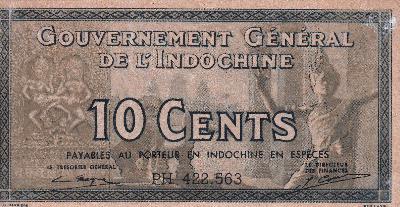 GOUVERNEMENT GÉNÉRAL
DE L'INDOCHINE
10 CENTS
PAYABLES AU PORTEUR EN INDOCHINE EN ESPÈCES
LE TRÉSORIER GÉNÉRAL
LE DIRECTEUR
DES FINANCES
PH 422.563